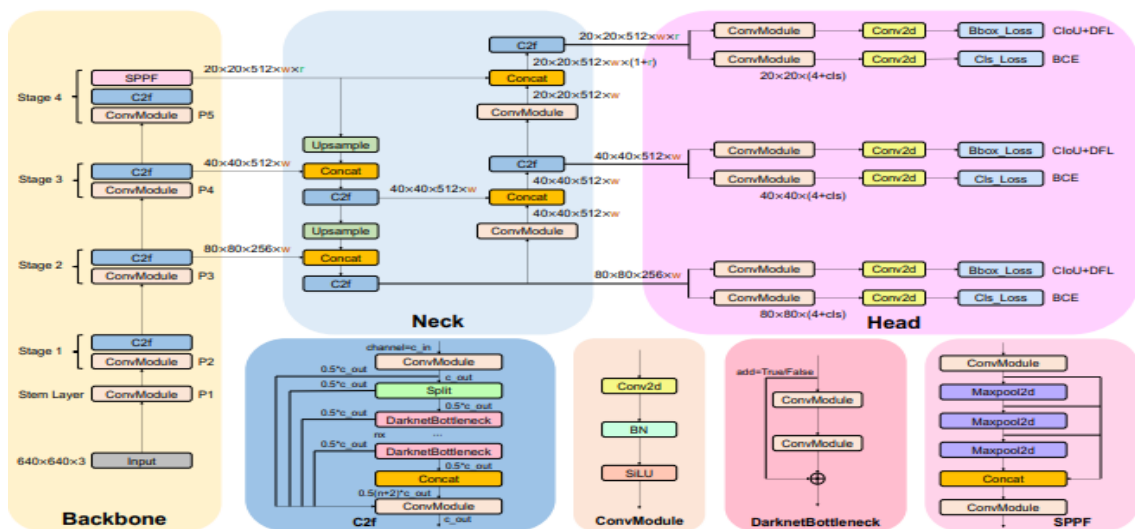 SPPF
C2f
ConvModule
Stage 4
P5
20×20×512×w×r
C2f
ConvModule
Stage 3
P4
40×40×512×w
C2f
ConvModule
Stage 2
P3
80×80×256×w
C2f
ConvModule
Stage 1
P2
Stem Layer
ConvModule
P1
640×640×3
Input
Backbone
Upsample
Concat
C2f
40×40×512×w
Upsample
Concat
C2f
C2f
20×20×512×w×r
20×20×512×w×(1+r)
Concat
20×20×512×w
ConvModule
C2f
40×40×512×w
40×40×512×w
Concat
40×40×512×w
ConvModule
80×80×256×w
Neck
ConvModule
Conv2d
Bbox_Loss
CIoU+DFL
ConvModule
Conv2d
Cls_Loss
BCE
20×20×(4+cls)
ConvModule
Conv2d
Bbox_Loss
CIoU+DFL
ConvModule
Conv2d
Cls_Loss
BCE
40×40×(4+cls)
ConvModule
Conv2d
Bbox_Loss
CIoU+DFL
ConvModule
Conv2d
Cls_Loss
BCE
80×80×(4+cls)
Head
channel=c_in
ConvModule
0.5*c_out
c_out
Split
0.5*c_out
0.5*c_out
DarknetBottleneck
nx
...
0.5*c_out
DarknetBottleneck
0.5*c_out
Concat
0.5(n+2)*c_out
ConvModule
C2f
c_out
Conv2d
BN
SiLU
ConvModule
add=True/False
ConvModule
ConvModule
DarknetBottleneck
ConvModule
Maxpool2d
Maxpool2d
Maxpool2d
Concat
ConvModule
SPPF